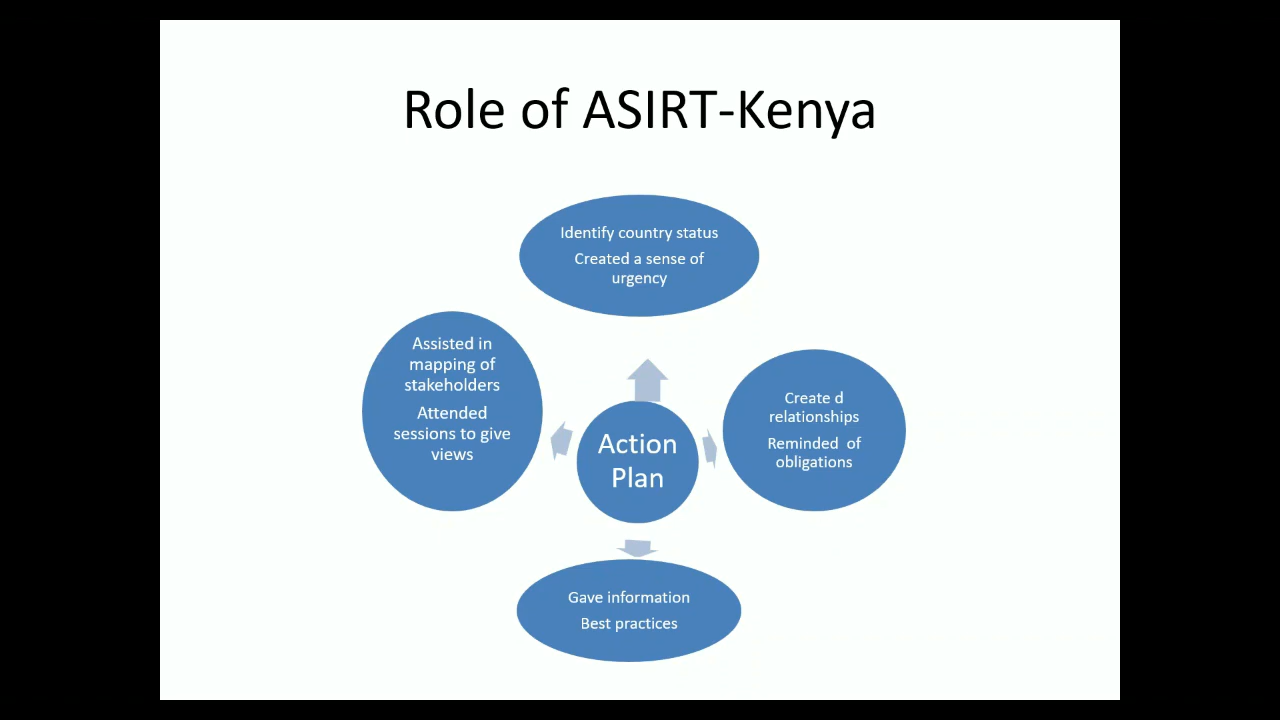 Role of ASIRT-Kenya
Identify country status
Created a sense of
urgency
Assisted in
mapping of
stakeholders
Attended
sessions to give
views
Create d
relationships
Reminded  of
obligations
Action
Plan
Gave information
Best practices